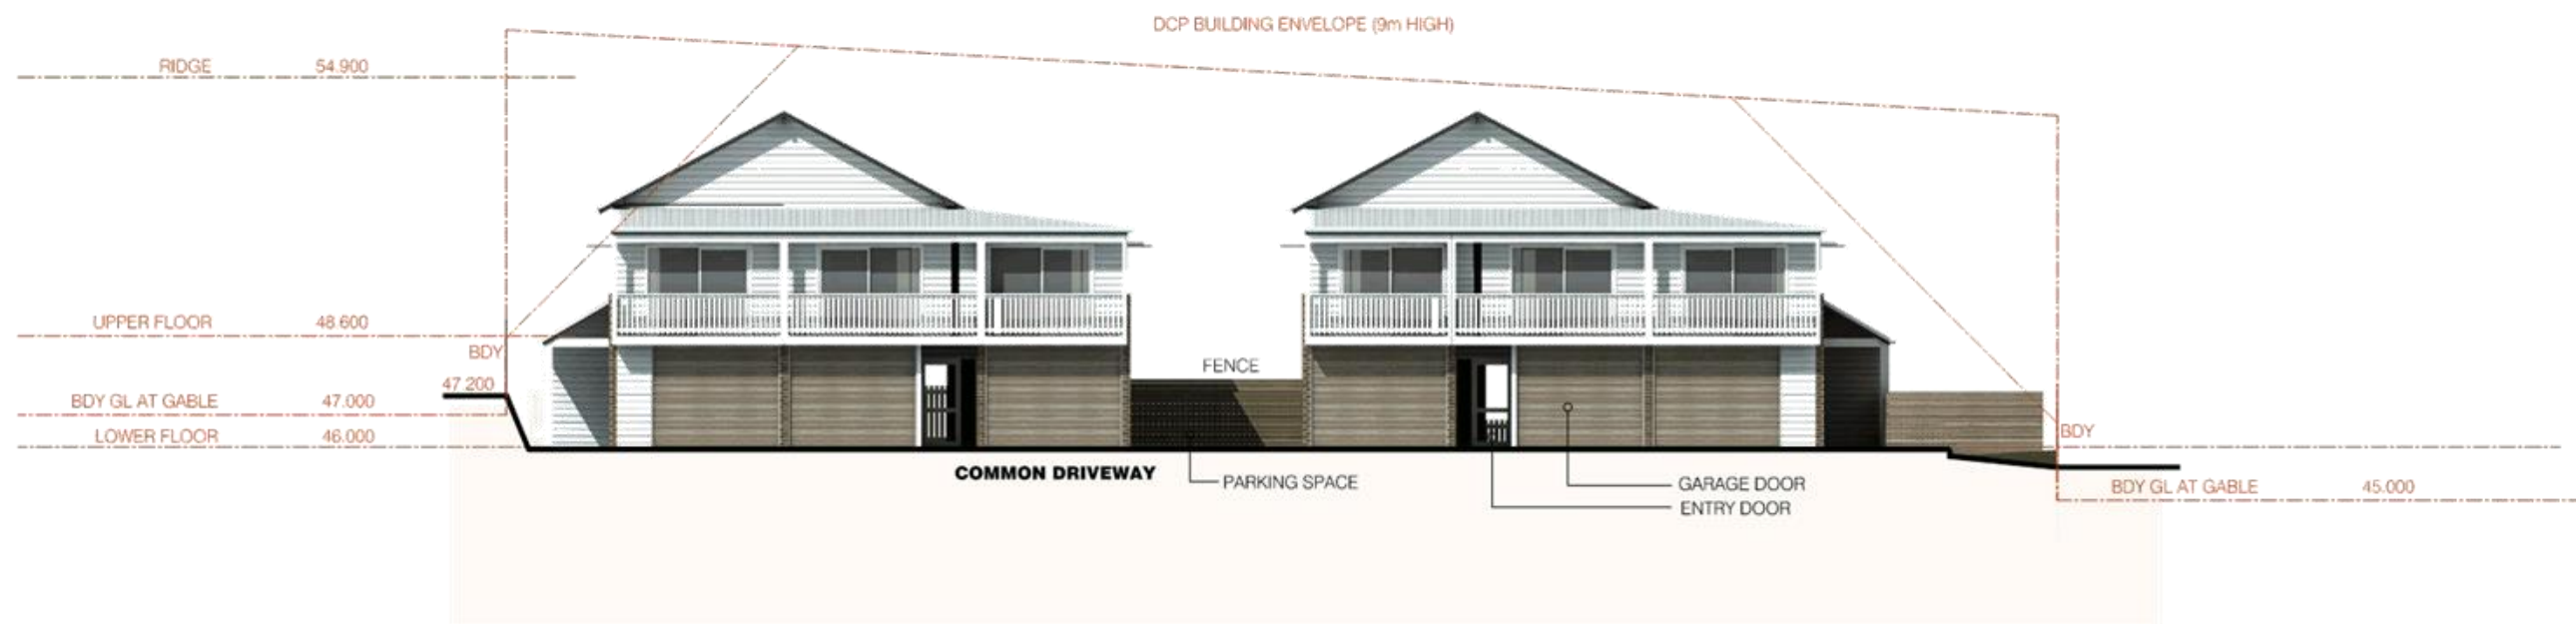 DCP BUILDING ENVELOPE (9m HIGH)
RIDGE 54.900
UPPER FLOOR 48.600
BDY
FENCE
47.200
BDY GL AT GABLE 47.000
LOWER FLOOR 46.000
BDY
COMMON DRIVEWAY
PARKING SPACE
GARAGE DOOR
BDY GL AT GABLE 45.000
ENTRY DOOR